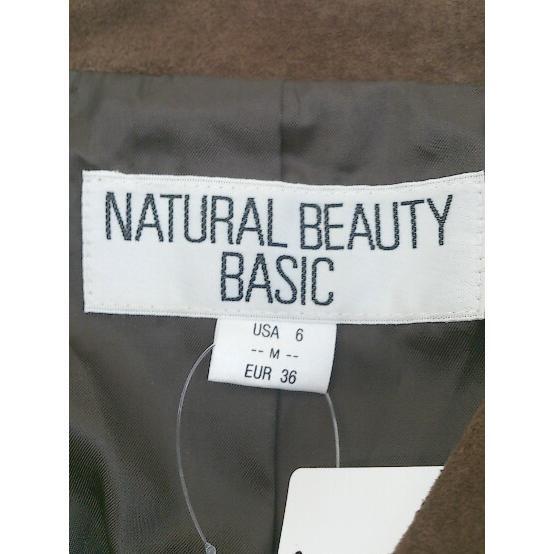 NATURAL BEAUTY
BASIC
USA 6
-- M --
EUR 36